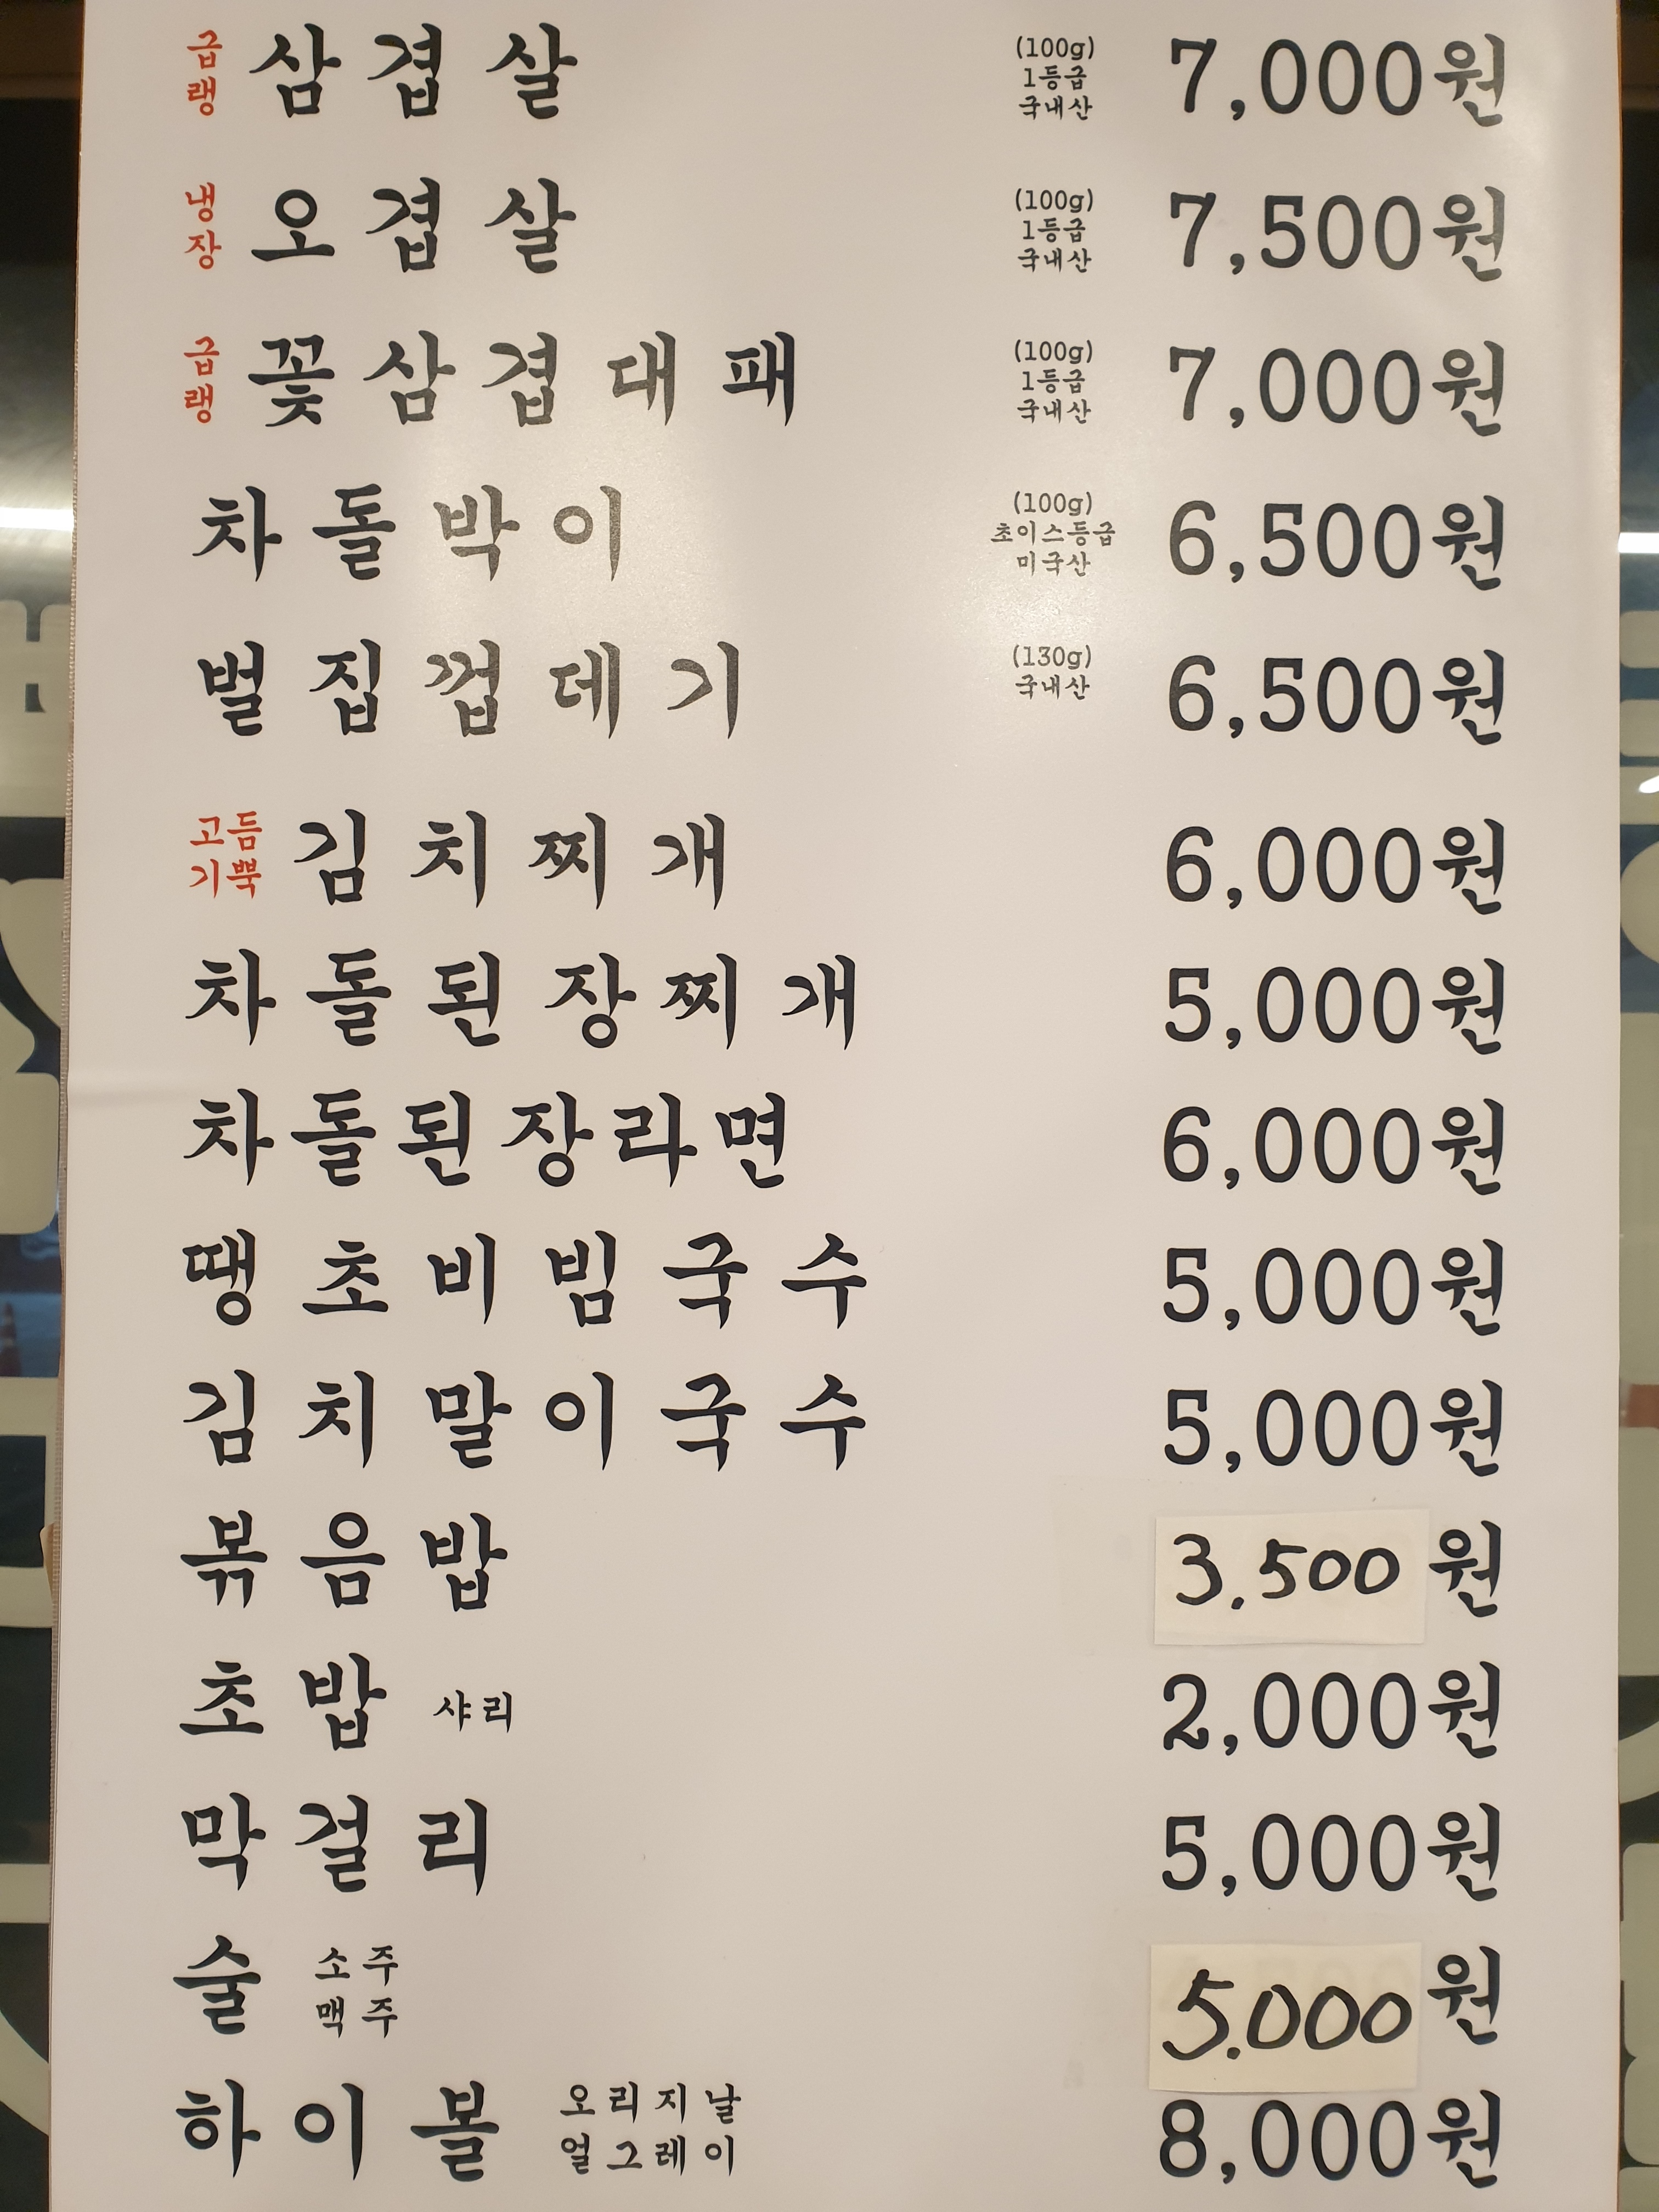 급랭 삼겹살 (100g) 1등급 국내산 7,000원
냉장 오겹살 (100g) 1등급 국내산 7,500원
급랭 꽃삼겹대패 (100g) 1등급 국내산 7,000원
차돌박이 (100g) 초이스등급 미국산 6,500원
벌집껍데기 (130g) 국내산 6,500원
고기듬뿍 김치찌개 6,000원
차돌된장찌개 5,000원
차돌된장라면 6,000원
땡초비빔국수 5,000원
김치말이국수 5,000원
볶음밥 3.500원
초밥 샤리 2,000원
막걸리 5,000원
술 소주 맥주 5.000원
하이볼 오리지날 얼그레이 8,000원